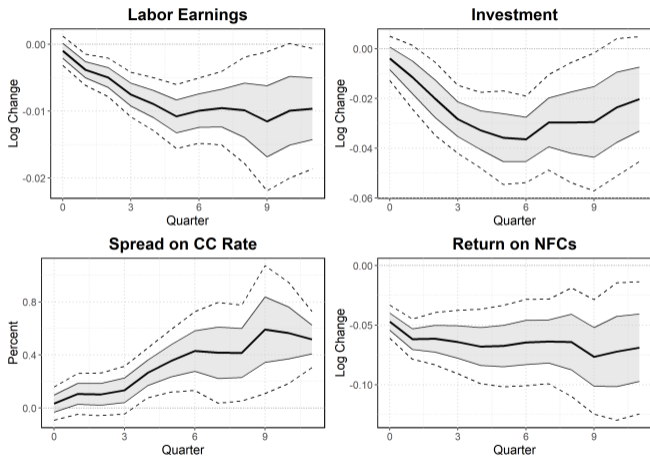 Labor Earnings
Log Change
0.00
-0.01
-0.02
0 3 6 9
Quarter
Investment
Log Change
0.00
-0.02
-0.04
-0.06
0 3 6 9
Quarter
Spread on CC Rate
Percent
0.8
0.4
0.0
0 3 6 9
Quarter
Return on NFCs
Log Change
0.00
-0.05
-0.10
0 3 6 9
Quarter